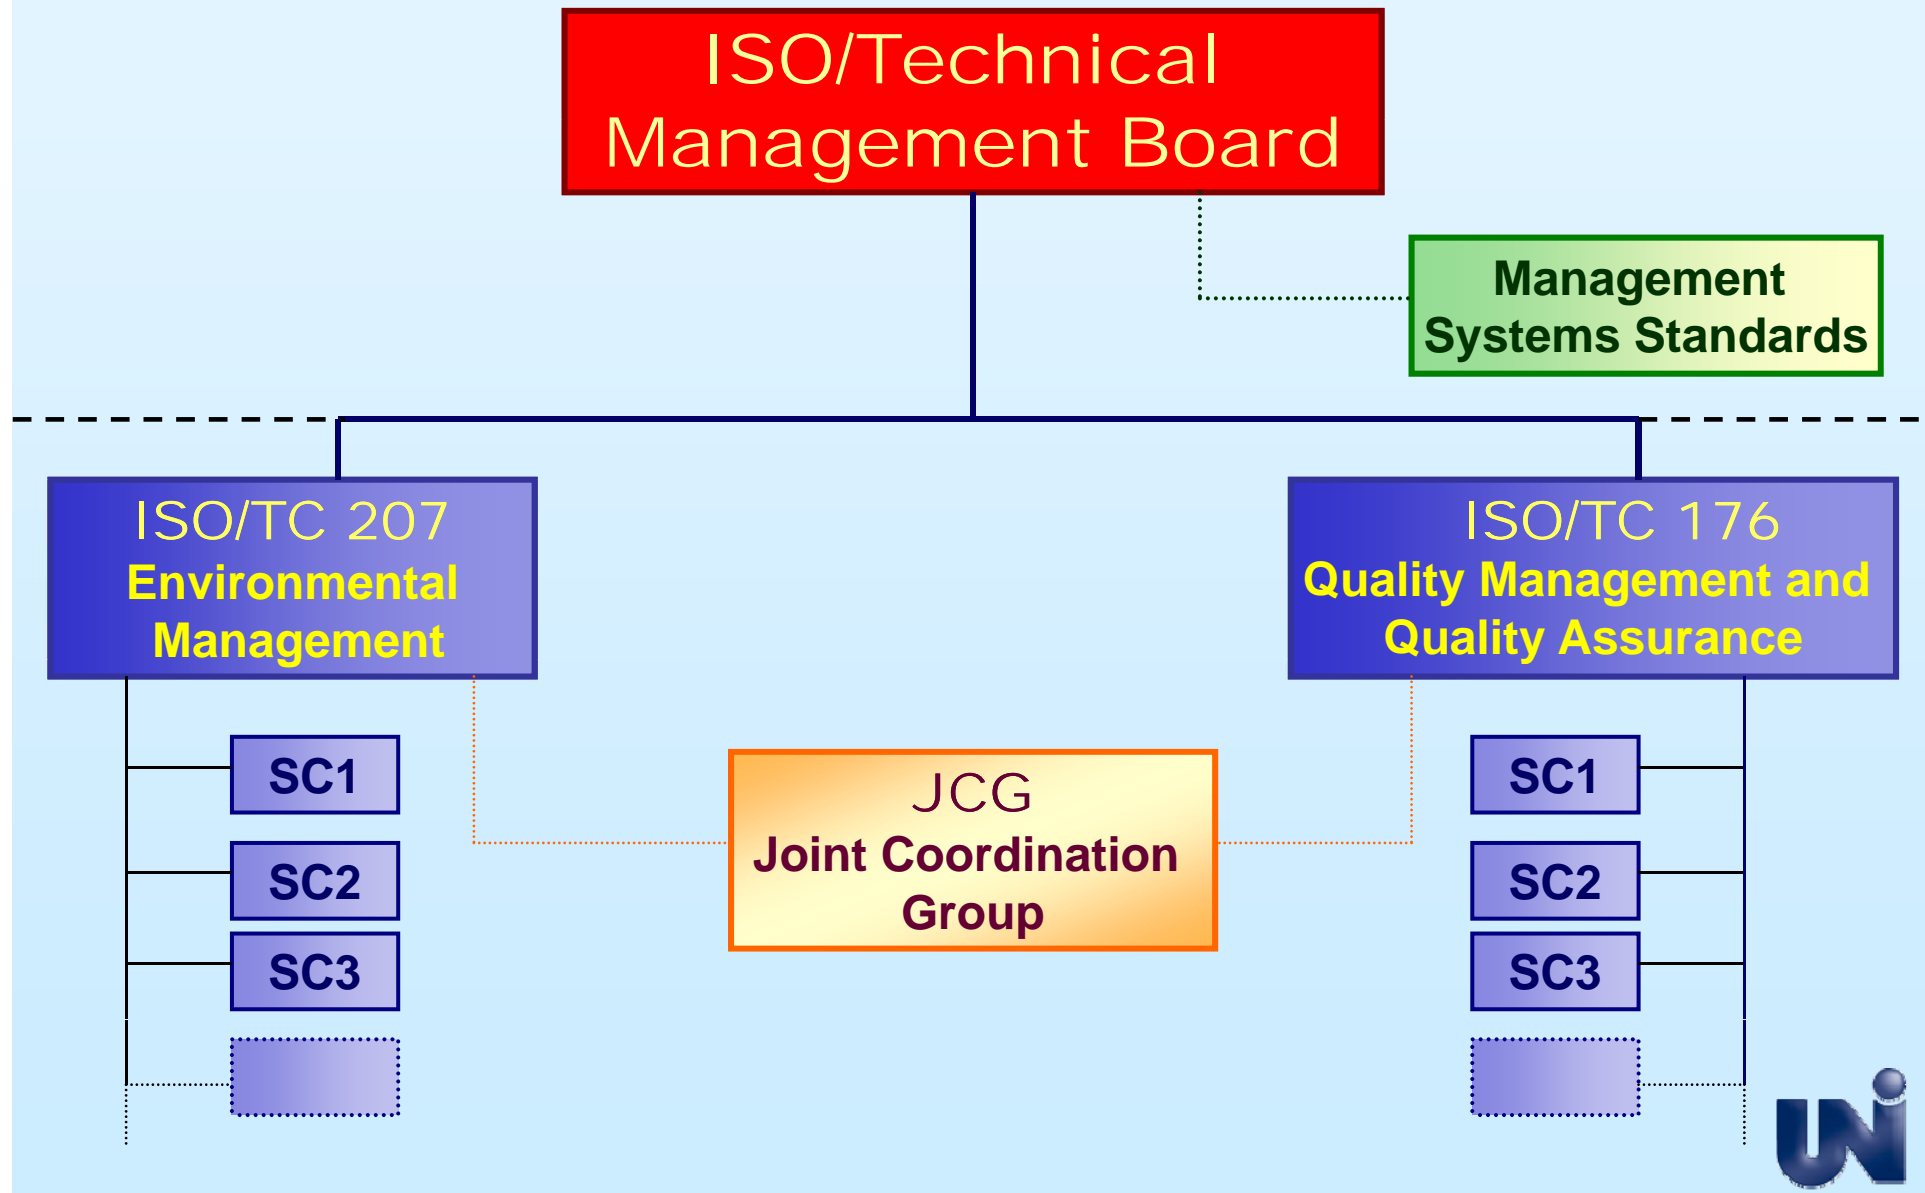 ISO/Technical
Management Board
Management
Systems Standards
ISO/TC 207
Environmental
Management
ISO/TC 176
Quality Management and
Quality Assurance
SC1
SC2
SC3
JCG
Joint Coordination
Group
SC1
SC2
SC3
UNi